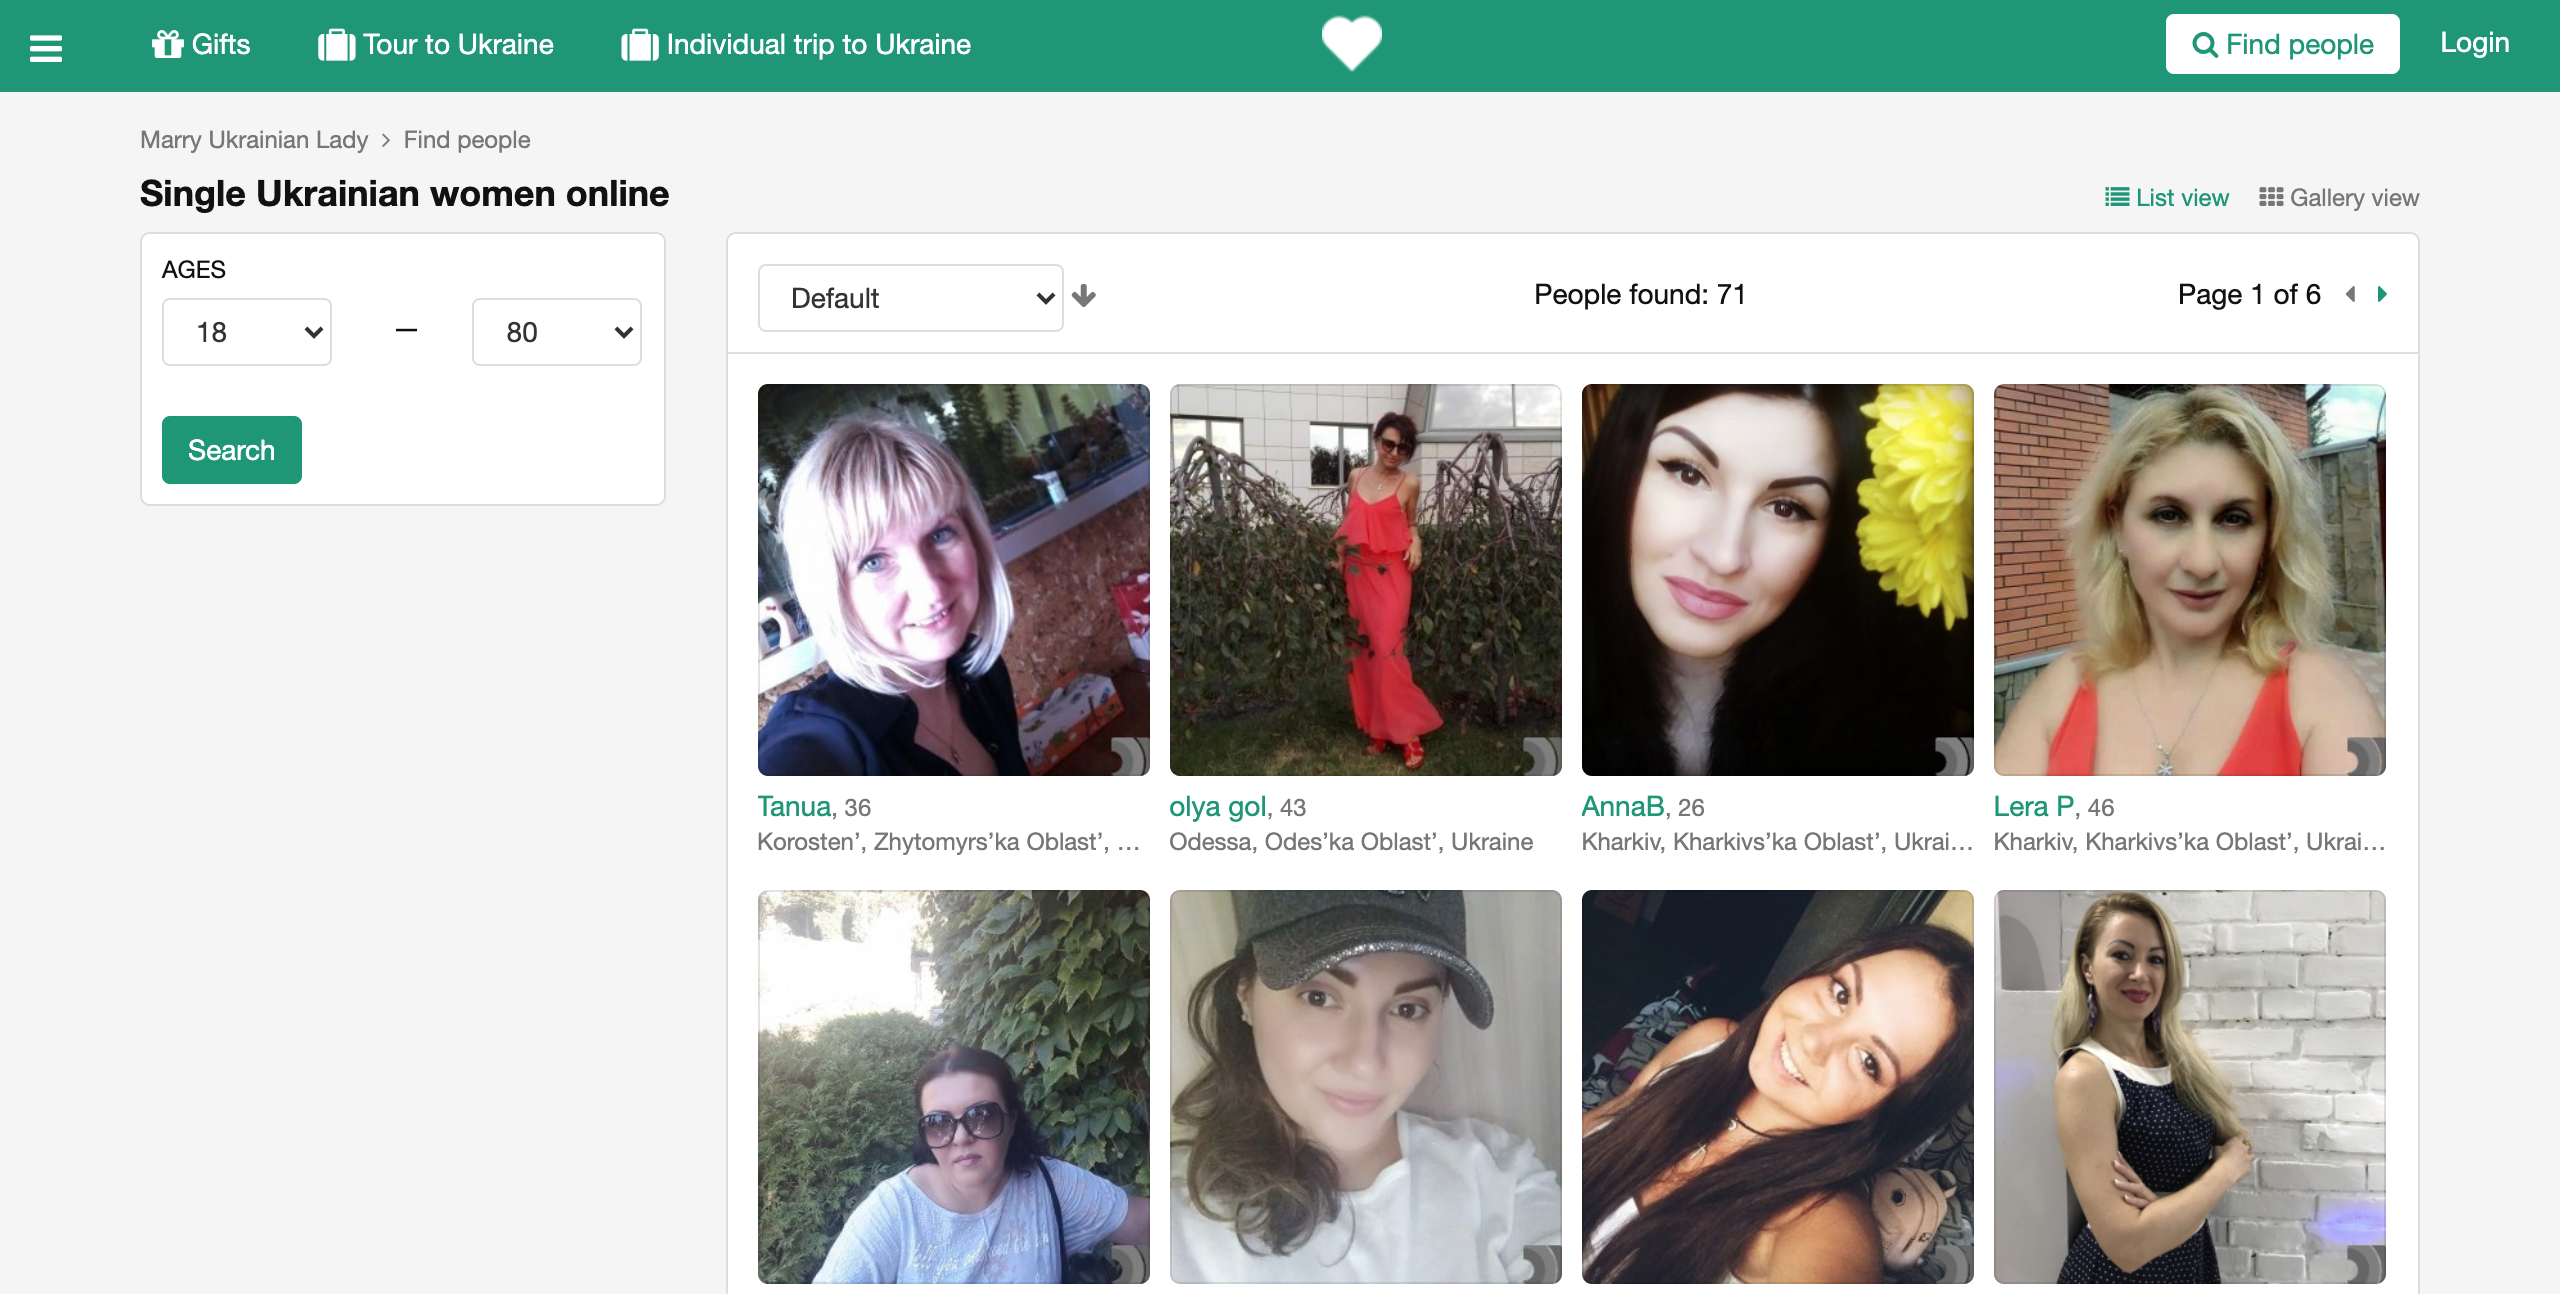 Gifts
Tour to Ukraine
Individual trip to Ukraine
Find people
Login
Marry Ukrainian Lady > Find people
Single Ukrainian women online
List view
Gallery view
AGES
18 – 80
Search
Default
People found: 71
Page 1 of 6
Tanua, 36
Korosten’, Zhytomyrs’ka Oblast’, ...
olya gol, 43
Odessa, Odes’ka Oblast’, Ukraine
AnnaB, 26
Kharkiv, Kharkivs’ka Oblast’, Ukrai...
Lera P, 46
Kharkiv, Kharkivs’ka Oblast’, Ukrai...